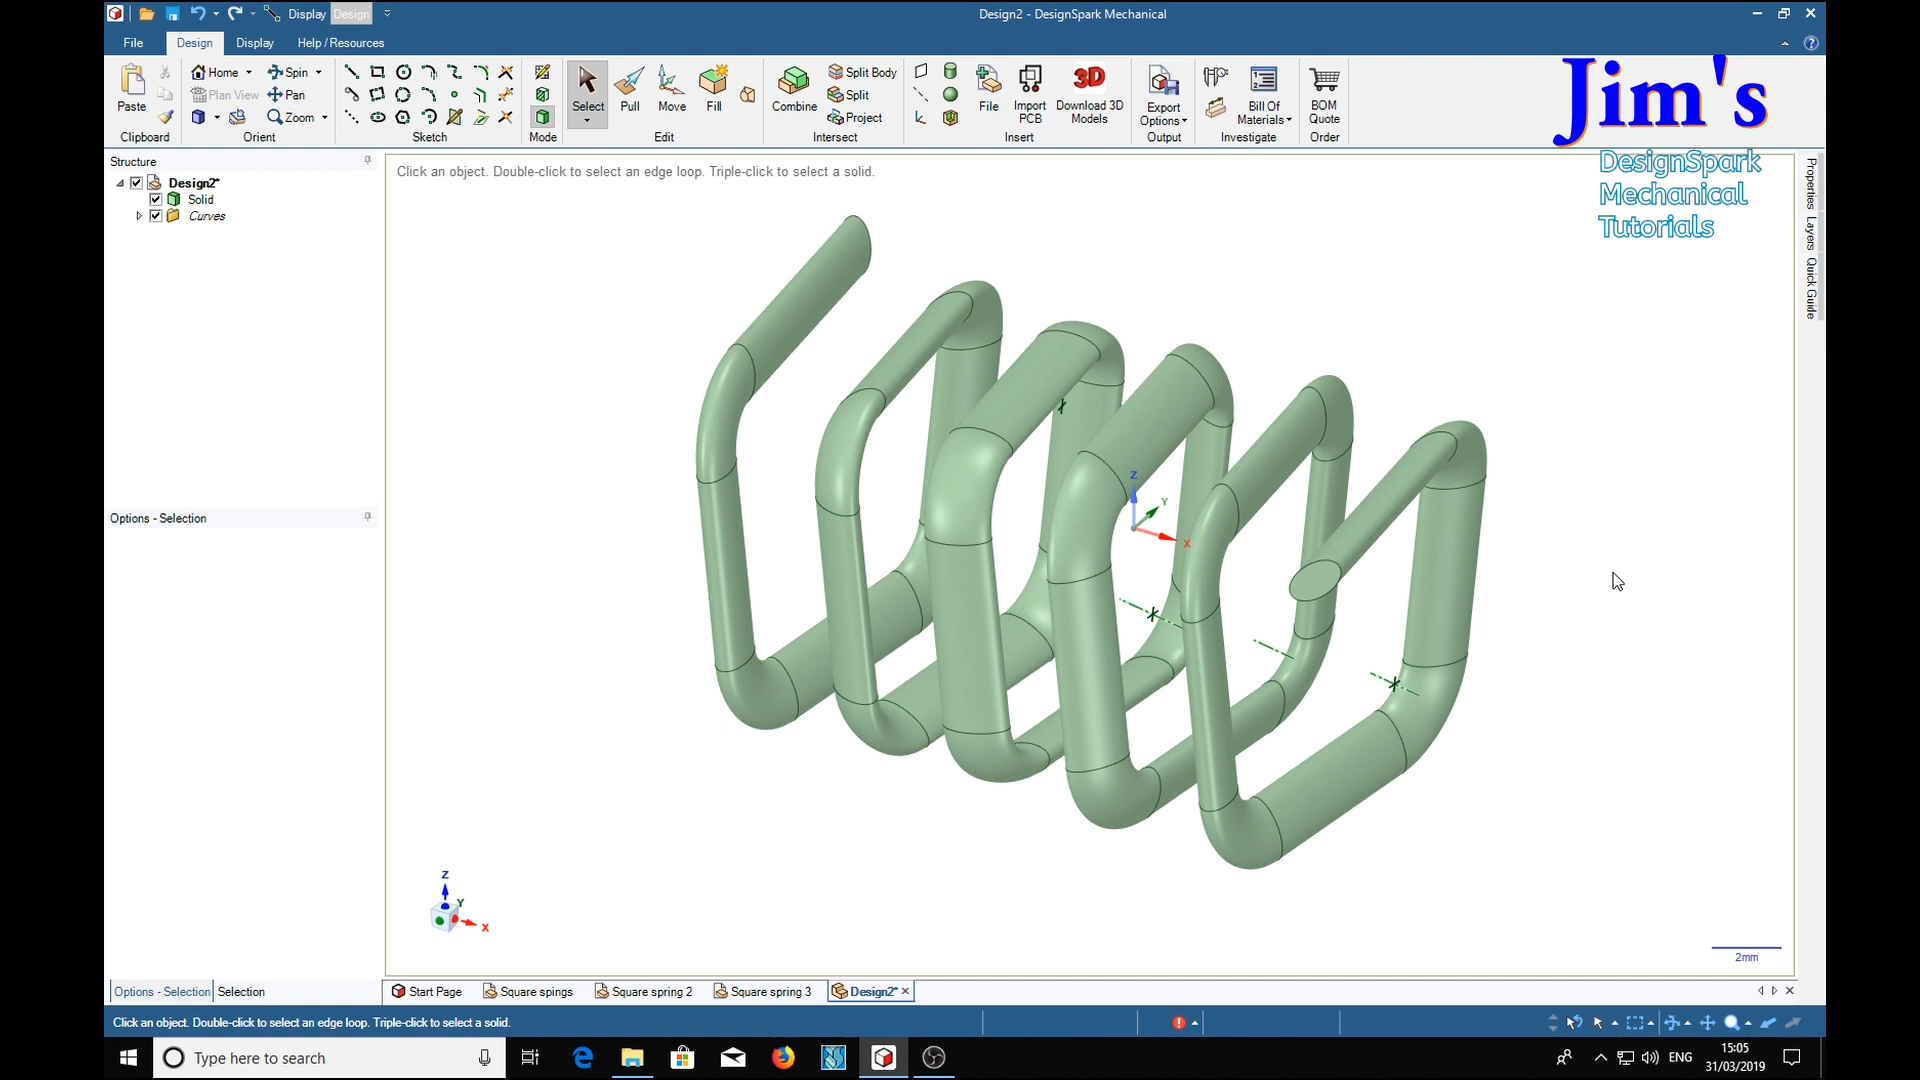 Display Design
Design2 - DesignSpark Mechanical
File Design Display Help / Resources
Paste
Clipboard
Home Spin
Plan View Pan
Zoom
Orient
Sketch
Mode
Select Pull Move Fill
Edit
Combine
Split Body
Split
Project
Intersect
File
Import PCB
Download 3D Models
Insert
3D
Export Options
Output
Bill Of Materials
Investigate
BOM Quote
Order
Jim's
DesignSpark
Mechanical
Tutorials
Structure
Design2*
Solid
Curves
Click an object. Double-click to select an edge loop. Triple-click to select a solid.
Properties
Layers
Quick Guide
Options - Selection
Z
Y
X
Z
Y
X
2mm
Options - Selection Selection
Start Page Square spings Square spring 2 Square spring 3 Design2*
Click an object. Double-click to select an edge loop. Triple-click to select a solid.
Type here to search
ENG
15:05
31/03/2019